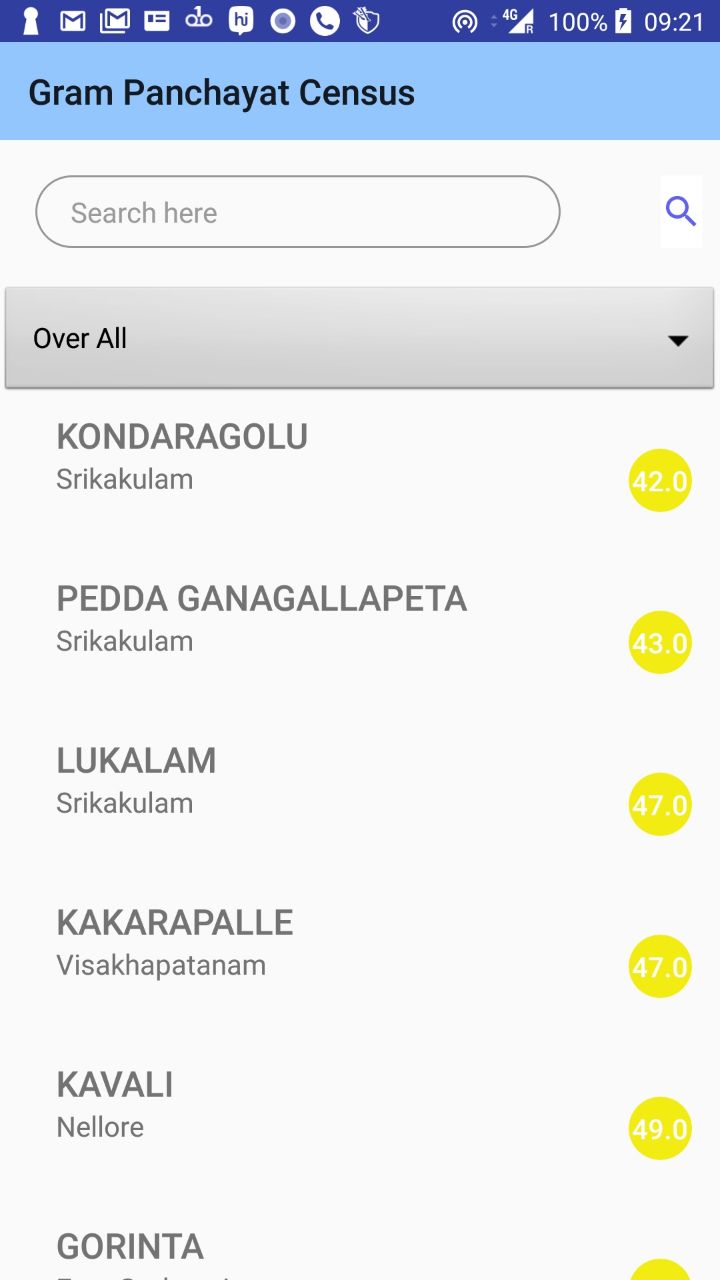 hi 4G R 100% 09:21
Gram Panchayat Census
Search here
Over All
KONDARAGOLU
Srikakulam
42.0
PEDDA GANAGALLAPETA
Srikakulam
43.0
LUKALAM
Srikakulam
47.0
KAKARAPALLE
Visakhapatanam
47.0
KAVALI
Nellore
49.0
GORINTA